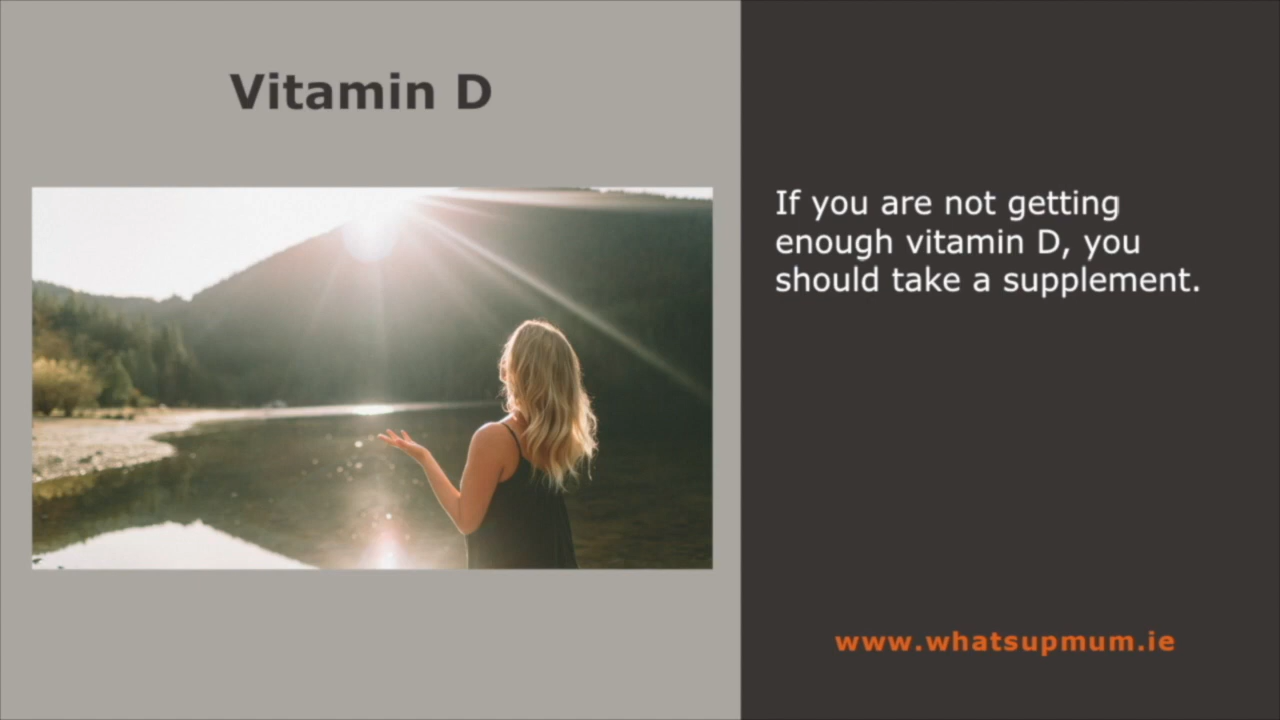 Vitamin D
If you are not getting
enough vitamin D, you
should take a supplement.
www.whatsupmum.ie